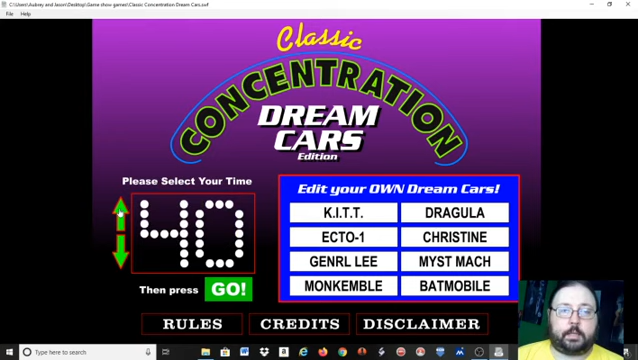 C:\Users\Aubrey and Jason\Desktop\Game show games\Classic Concentration Dream Cars.swf
File Help
Classic
CONCENTRATION
DREAM
CARS
Edition
Please Select Your Time
40
Then press GO!
Edit your OWN Dream Cars!
K.I.T.T. DRAGULA
ECTO-1 CHRISTINE
GENRL LEE MYST MACH
MONKEMBLE BATMOBILE
RULES CREDITS DISCLAIMER
Type here to search